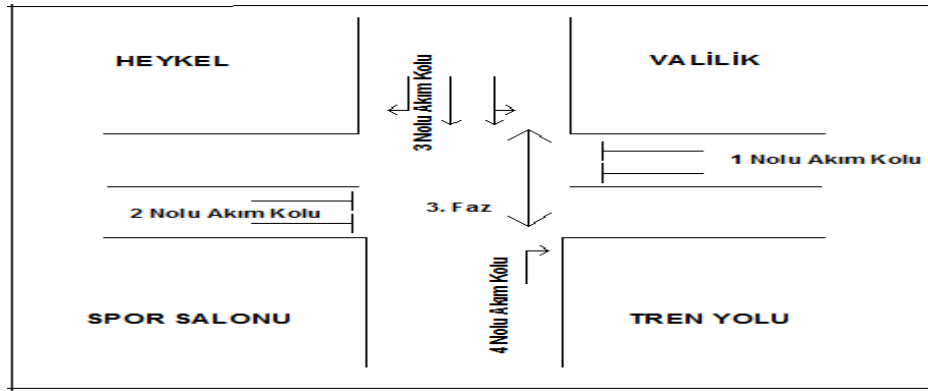 HEYKEL
VALİLİK
3 Nolu Akım Kolu
1 Nolu Akım Kolu
2 Nolu Akım Kolu
3. Faz
4 Nolu Akım Kolu
SPOR SALONU
TREN YOLU